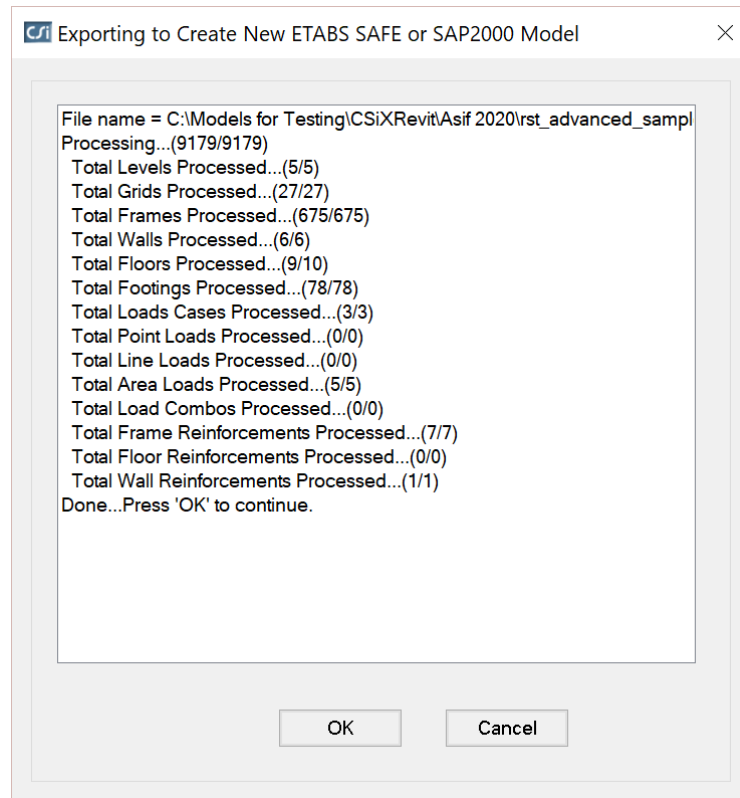 CSi Exporting to Create New ETABS SAFE or SAP2000 Model
File name = C:\Models for Testing\CSiXRevit\Asif 2020\rst_advanced_sampl
Processing...(9179/9179)
Total Levels Processed...(5/5)
Total Grids Processed...(27/27)
Total Frames Processed...(675/675)
Total Walls Processed...(6/6)
Total Floors Processed...(9/10)
Total Footings Processed...(78/78)
Total Loads Cases Processed...(3/3)
Total Point Loads Processed...(0/0)
Total Line Loads Processed...(0/0)
Total Area Loads Processed...(5/5)
Total Load Combos Processed...(0/0)
Total Frame Reinforcements Processed...(7/7)
Total Floor Reinforcements Processed...(0/0)
Total Wall Reinforcements Processed...(1/1)
Done...Press 'OK' to continue.
OK Cancel